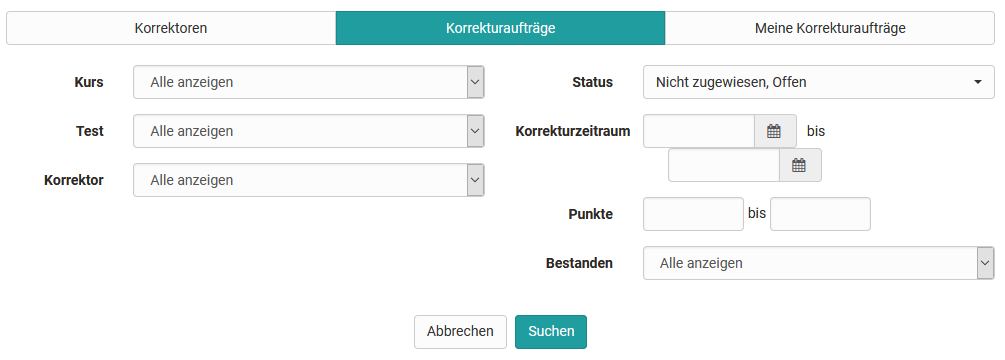 Korrektoren Korrekturaufträge Meine Korrekturaufträge
Kurs Alle anzeigen
Test Alle anzeigen
Korrektor Alle anzeigen
Status Nicht zugewiesen, Offen
Korrekturzeitraum bis
Punkte bis
Bestanden Alle anzeigen
Abbrechen Suchen